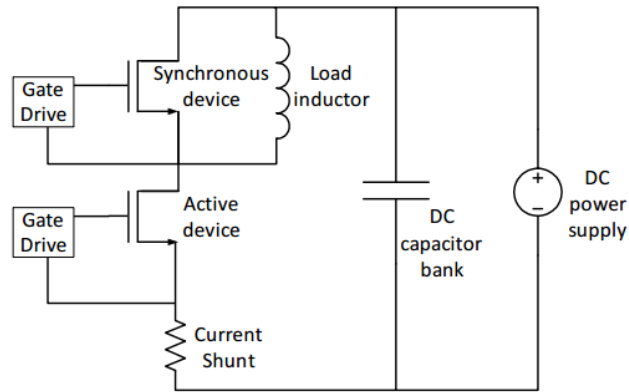 Gate
Drive
Synchronous
device
Load
inductor
Gate
Drive
Active
device
Current
Shunt
DC
capacitor
bank
+
−
DC
power
supply